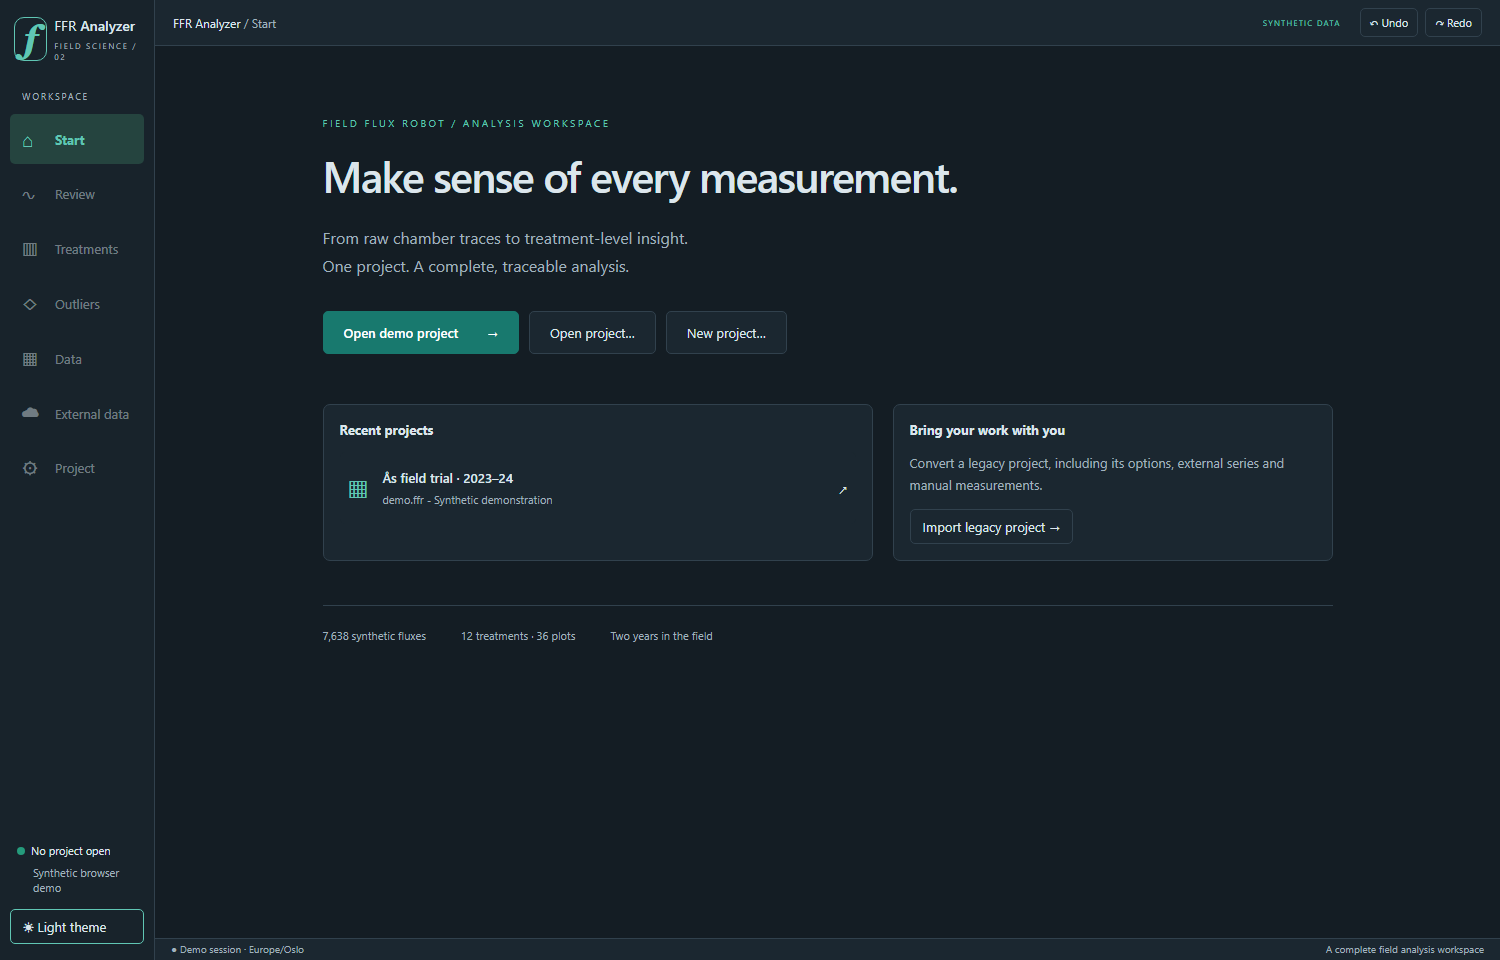 FFR Analyzer
FIELD SCIENCE /
02
WORKSPACE
Start
Review
Treatments
Outliers
Data
External data
Project
No project open
Synthetic browser
demo
☀ Light theme
FFR Analyzer / Start
SYNTHETIC DATA
↶ Undo
↷ Redo
FIELD FLUX ROBOT / ANALYSIS WORKSPACE
Make sense of every measurement.
From raw chamber traces to treatment-level insight.
One project. A complete, traceable analysis.
Open demo project →
Open project...
New project...
Recent projects
Ås field trial · 2023–24
demo.ffr - Synthetic demonstration
↗
Bring your work with you
Convert a legacy project, including its options, external series and
manual measurements.
Import legacy project →
7,638 synthetic fluxes
12 treatments · 36 plots
Two years in the field
● Demo session · Europe/Oslo
A complete field analysis workspace